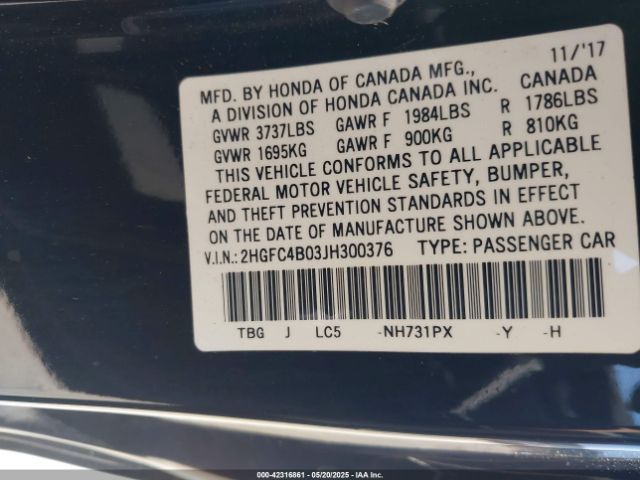 11/'17
MFD. BY HONDA OF CANADA MFG.,
A DIVISION OF HONDA CANADA INC. CANADA
GVWR 3737LBS GAWR F 1984LBS R 1786LBS
GVWR 1695KG GAWR F 900KG R 810KG
THIS VEHICLE CONFORMS TO ALL APPLICABLE
FEDERAL MOTOR VEHICLE SAFETY, BUMPER,
AND THEFT PREVENTION STANDARDS IN EFFECT
ON THE DATE OF MANUFACTURE SHOWN ABOVE.
V.I.N.: 2HGFC4B03JH300376 TYPE: PASSENGER CAR
TBG J LC5 -NH731PX -Y -H
000-42316861 - 05/20/2025 - IAA Inc.